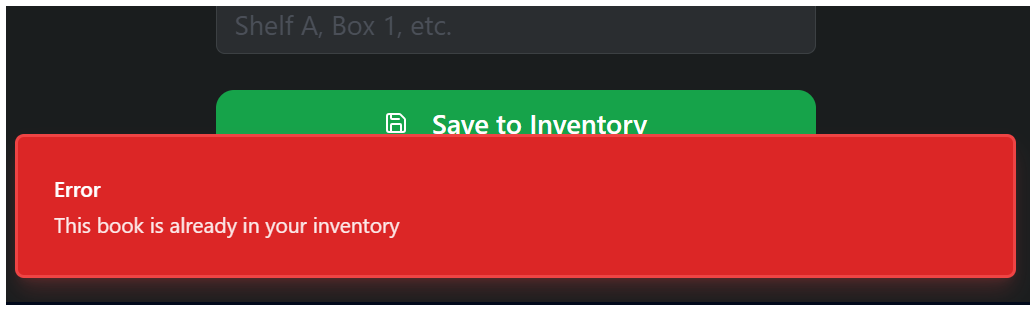 Shelf A, Box 1, etc.
Save to Inventory
Error
This book is already in your inventory